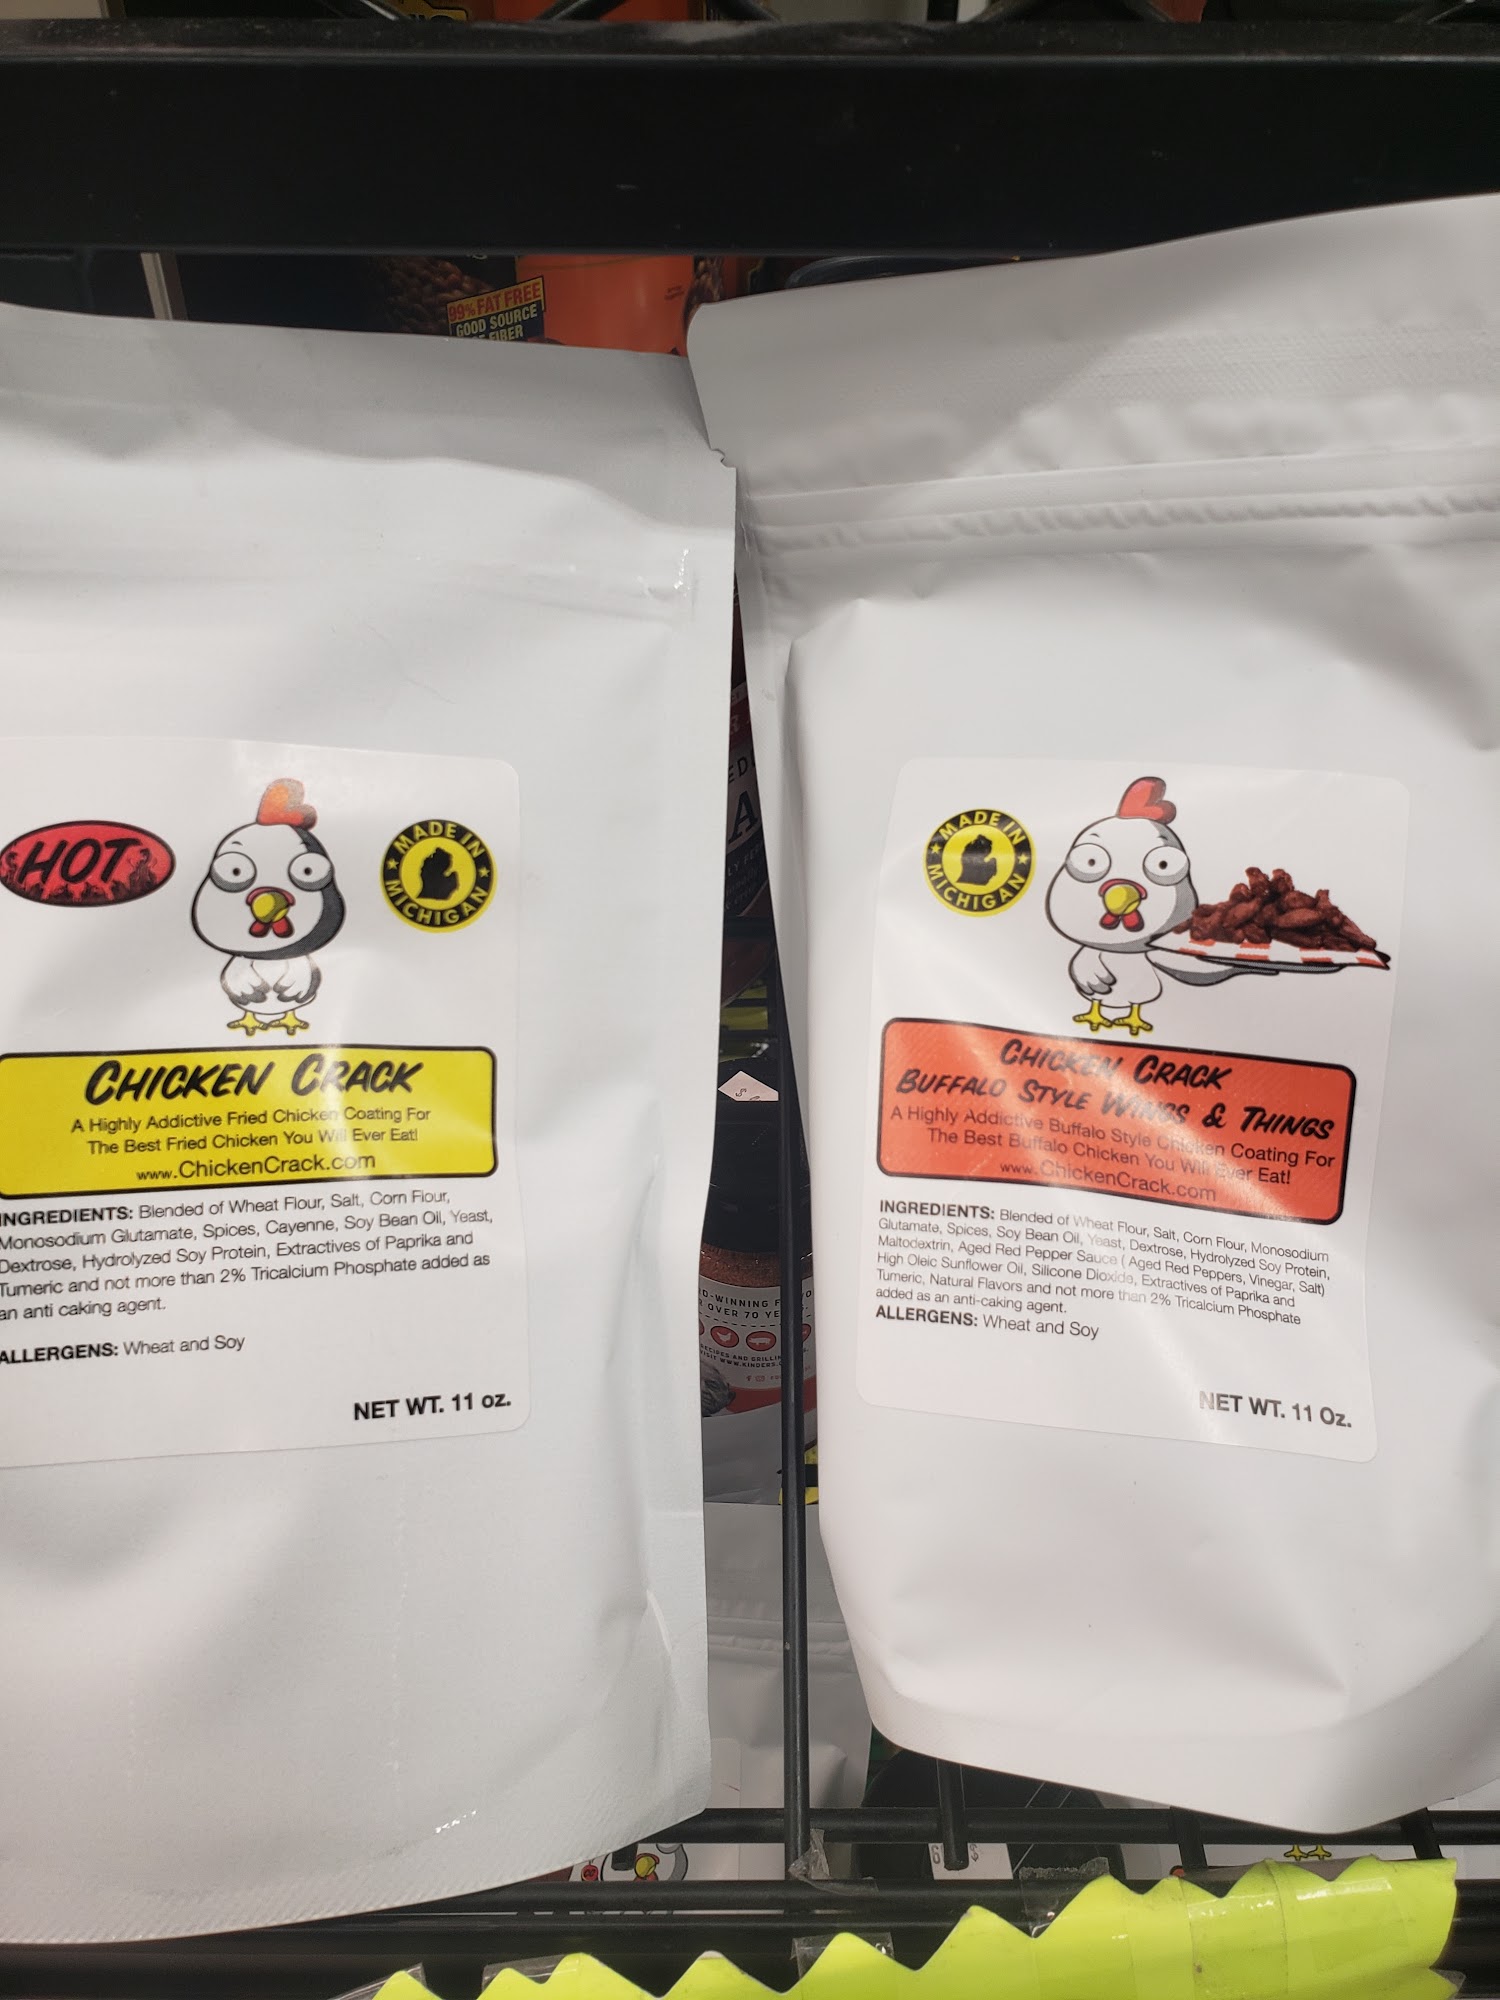 99% FAT FREE
GOOD SOURCE
FIBER
HOT
MADE IN
MICHIGAN
CHICKEN CRACK
A Highly Addictive Fried Chicken Coating For
The Best Fried Chicken You Will Ever Eat!
www.ChickenCrack.com
INGREDIENTS: Blended of Wheat Flour, Salt, Corn Flour,
Monosodium Glutamate, Spices, Cayenne, Soy Bean Oil, Yeast,
Dextrose, Hydrolyzed Soy Protein, Extractives of Paprika and
Tumeric and not more than 2% Tricalcium Phosphate added as
an anti caking agent.
ALLERGENS: Wheat and Soy
NET WT. 11 oz.
MADE IN
MICHIGAN
CHICKEN CRACK
BUFFALO STYLE WINGS & THINGS
A Highly Addictive Buffalo Style Chicken Coating For
The Best Buffalo Chicken You Will Ever Eat!
www.ChickenCrack.com
INGREDIENTS: Blended of Wheat Flour, Salt, Corn Flour, Monosodium
Glutamate, Spices, Soy Bean Oil, Yeast, Dextrose, Hydrolyzed Soy Protein,
Maltodextrin, Aged Red Pepper Sauce ( Aged Red Peppers, Vinegar, Salt)
High Oleic Sunflower Oil, Silicone Dioxide, Extractives of Paprika and
Tumeric, Natural Flavors and not more than 2% Tricalcium Phosphate
added as an anti-caking agent.
ALLERGENS: Wheat and Soy
NET WT. 11 Oz.
D-WINNING F
OVER 70 YE